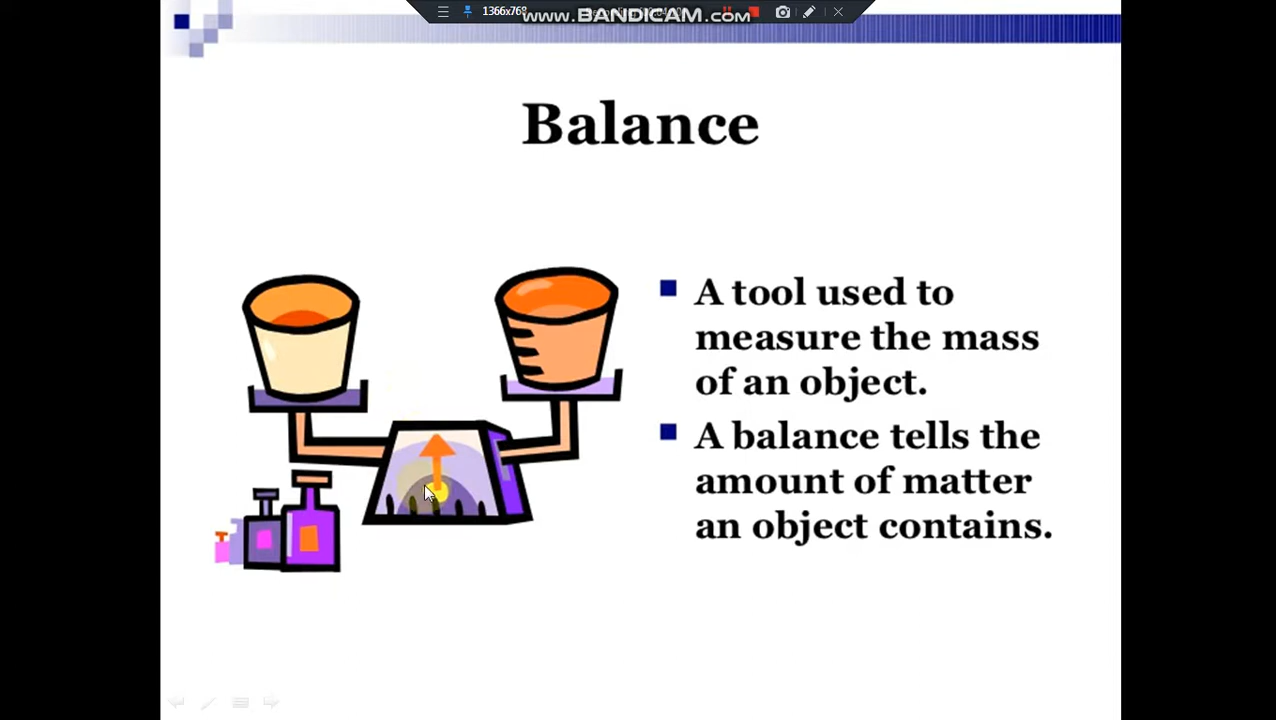 1366x768
www.BANDICAM.com
Balance
A tool used to
measure the mass
of an object.
A balance tells the
amount of matter
an object contains.